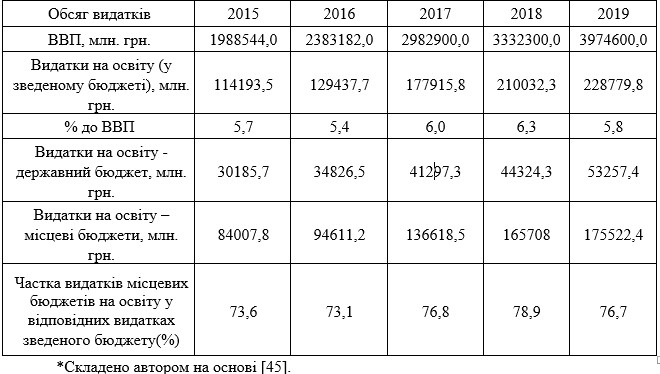 Обсяг видатків 2015 2016 2017 2018 2019
ВВП, млн. грн. 1988544,0 2383182,0 2982900,0 3332300,0 3974600,0
Видатки на освіту (у
зведеному бюджеті), млн.
грн.
114193,5 129437,7 177915,8 210032,3 228779,8
% до ВВП 5,7 5,4 6,0 6,3 5,8
Видатки на освіту -
державний бюджет, млн.
грн.
30185,7 34826,5 41297,3 44324,3 53257,4
Видатки на освіту –
місцеві бюджети, млн.
грн.
84007,8 94611,2 136618,5 165708 175522,4
Частка видатків місцевих
бюджетів на освіту у
відповідних видатках
зведеного бюджету(%)
73,6 73,1 76,8 78,9 76,7
*Складено автором на основі [45].